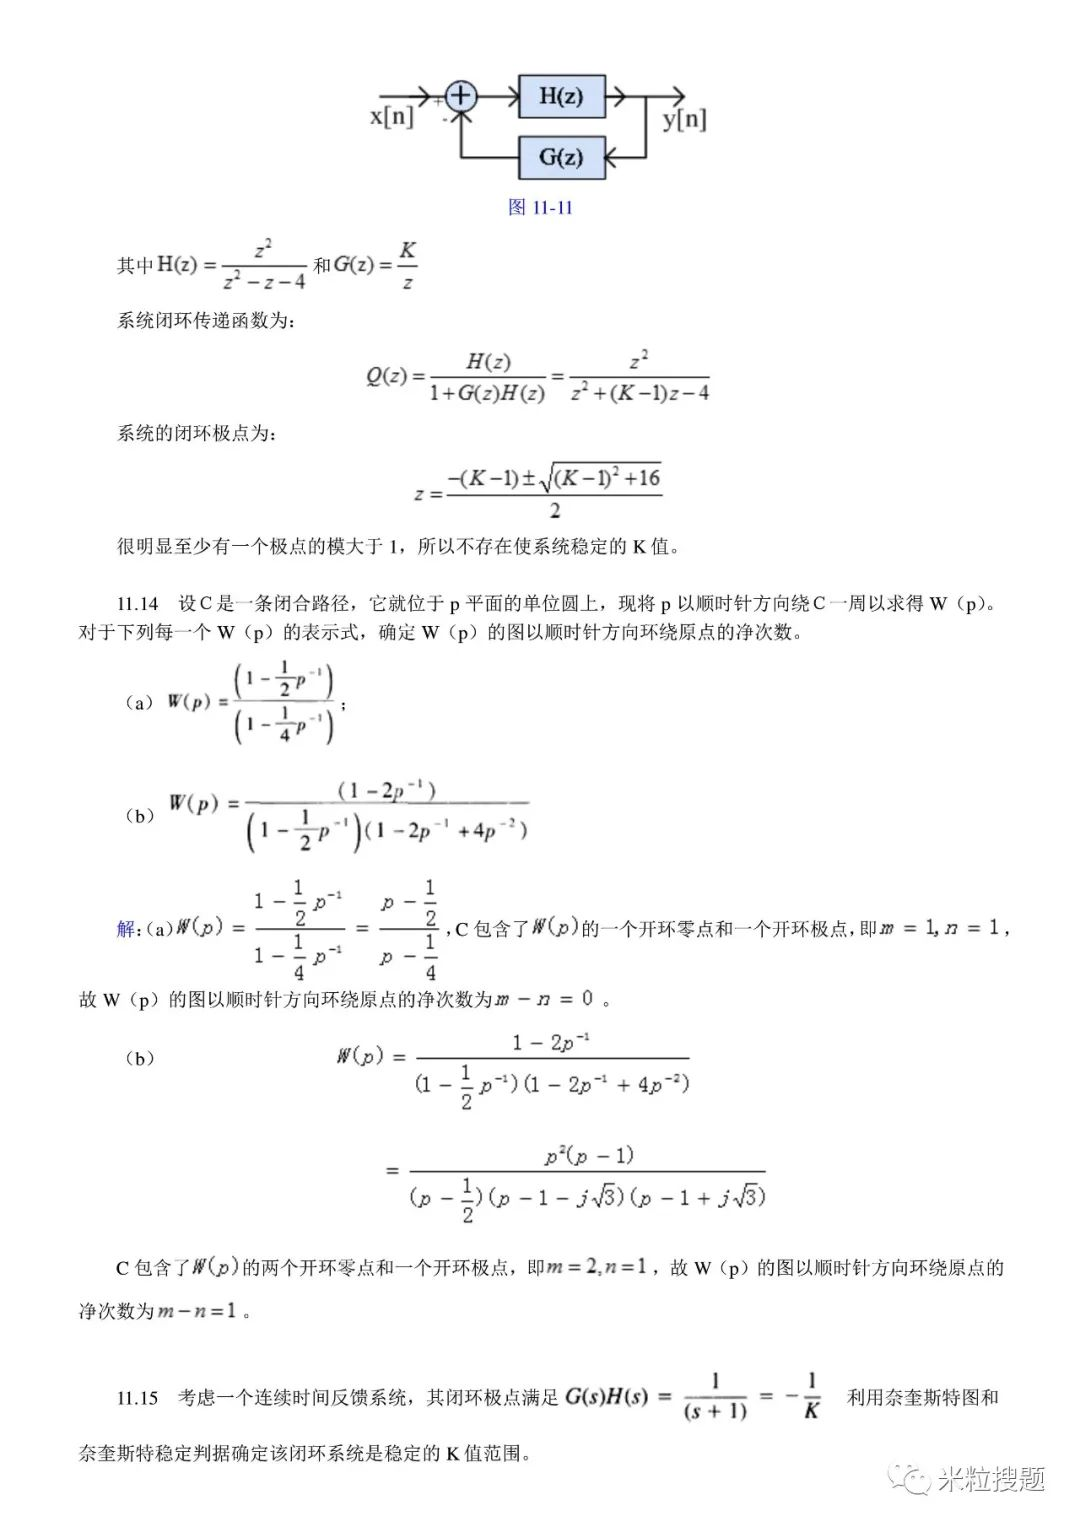 x[n]
+
+
-
H(z)
y[n]
G(z)
图 11-11
其中H(z) = z² / (z² − z − 4) 和G(z) = K / z
系统闭环传递函数为：
Q(z) = H(z) / (1+G(z)H(z)) = z² / (z² + (K−1)z − 4)
系统的闭环极点为：
z = (−(K−1) ± √((K−1)² +16)) / 2
很明显至少有一个极点的模大于 1，所以不存在使系统稳定的 K 值。
11.14 设 C 是一条闭合路径，它就位于 p 平面的单位圆上，现将 p 以顺时针方向绕 C 一周以求得 W（p）。
对于下列每一个 W（p）的表示式，确定 W（p）的图以顺时针方向环绕原点的净次数。
（a） W(p) = (1 − 1/2 p⁻¹) / (1 − 1/4 p⁻¹) ；
（b） W(p) = (1 − 2p⁻¹) / ((1 − 1/2 p⁻¹)(1 − 2p⁻¹ + 4p⁻²))
解：（a）W(p) = (1 − 1/2 p⁻¹) / (1 − 1/4 p⁻¹) = (p − 1/2) / (p − 1/4)，C 包含了W(p)的一个开环零点和一个开环极点，即m = 1, n = 1，
故 W（p）的图以顺时针方向环绕原点的净次数为m − n = 0 。
（b） W(p) = (1 − 2p⁻¹) / ((1 − 1/2 p⁻¹)(1 − 2p⁻¹ + 4p⁻²))
= p²(p − 1) / ((p − 1/2)(p − 1 − j√3)(p − 1 + j√3))
C 包含了W(p)的两个开环零点和一个开环极点，即m = 2, n = 1，故 W（p）的图以顺时针方向环绕原点的
净次数为m − n = 1 。
11.15 考虑一个连续时间反馈系统，其闭环极点满足 G(s)H(s) = 1 / (s + 1) = − 1/K 利用奈奎斯特图和
奈奎斯特稳定判据确定该闭环系统是稳定的 K 值范围。
米粒搜题